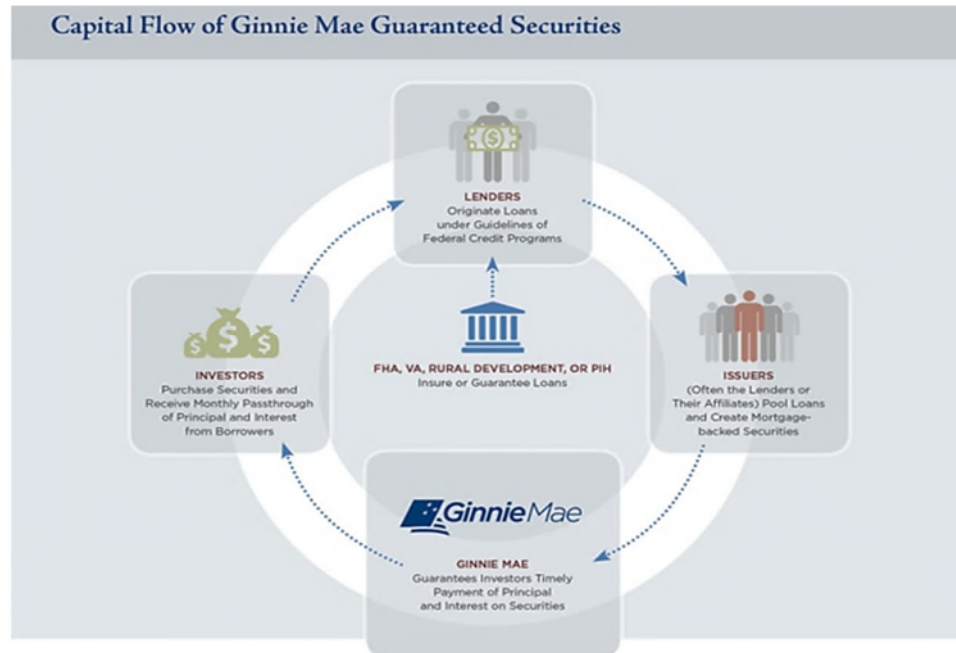 Capital Flow of Ginnie Mae Guaranteed Securities
$
LENDERS
Originate Loans
under Guidelines of
Federal Credit Programs
$ $ $
INVESTORS
Purchase Securities and
Receive Monthly Passthrough
of Principal and Interest
from Borrowers
FHA, VA, RURAL DEVELOPMENT, OR PIH
Insure or Guarantee Loans
ISSUERS
(Often the Lenders or
Their Affiliates) Pool Loans
and Create Mortgage-
backed Securities
GinnieMae
GINNIE MAE
Guarantees Investors Timely
Payment of Principal
and Interest on Securities